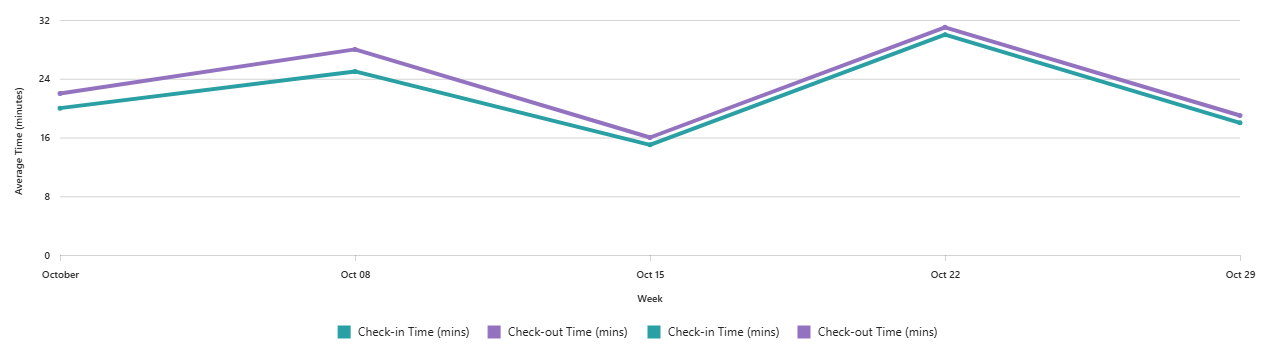 32
24
16
8
0
Average Time (minutes)
October Oct 08 Oct 15 Oct 22 Oct 29
Week
Check-in Time (mins) Check-out Time (mins) Check-in Time (mins) Check-out Time (mins)